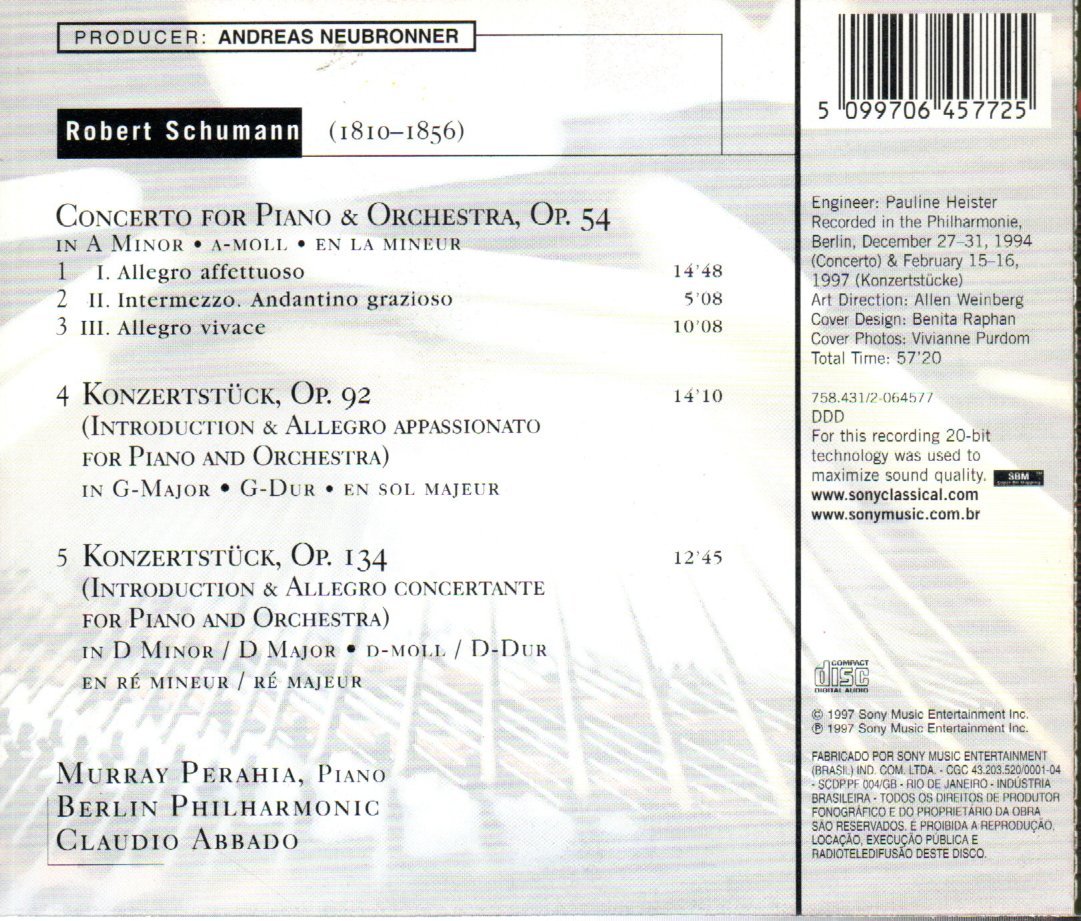 PRODUCER: ANDREAS NEUBRONNER
Robert Schumann (1810–1856)
CONCERTO FOR PIANO & ORCHESTRA, OP. 54
IN A MINOR • A-MOLL • EN LA MINEUR
1 I. Allegro affettuoso 14'48
2 II. Intermezzo. Andantino grazioso 5'08
3 III. Allegro vivace 10'08
4 KONZERTSTÜCK, OP. 92 14'10
(INTRODUCTION & ALLEGRO APPASSIONATO
FOR PIANO AND ORCHESTRA)
IN G-MAJOR • G-DUR • EN SOL MAJEUR
5 KONZERTSTÜCK, OP. 134 12'45
(INTRODUCTION & ALLEGRO CONCERTANTE
FOR PIANO AND ORCHESTRA)
IN D MINOR / D MAJOR • D-MOLL / D-DUR
EN RÉ MINEUR / RÉ MAJEUR
MURRAY PERAHIA, PIANO
BERLIN PHILHARMONIC
CLAUDIO ABBADO
5 099706 457725
Engineer: Pauline Heister
Recorded in the Philharmonie,
Berlin, December 27–31, 1994
(Concerto) & February 15–16,
1997 (Konzertstücke)
Art Direction: Allen Weinberg
Cover Design: Benita Raphan
Cover Photos: Vivianne Purdom
Total Time: 57'20
758.431/2-064577
DDD
For this recording 20-bit
technology was used to
maximize sound quality. SBM
www.sonyclassical.com
www.sonymusic.com.br
COMPACT
disc
DIGITAL AUDIO
© 1997 Sony Music Entertainment Inc.
℗ 1997 Sony Music Entertainment Inc.
FABRICADO POR SONY MUSIC ENTERTAINMENT
(BRASIL) IND. COM. LTDA. - CGC 43.203.520/0001-04
- SCDP.PF 004/GB - RIO DE JANEIRO - INDÚSTRIA
BRASILEIRA - TODOS OS DIREITOS DE PRODUTOR
FONOGRÁFICO E DO PROPRIETÁRIO DA OBRA
SÃO RESERVADOS. É PROIBIDA A REPRODUÇÃO,
LOCAÇÃO, EXECUÇÃO PÚBLICA E
RADIOTELEDIFUSÃO DESTE DISCO.